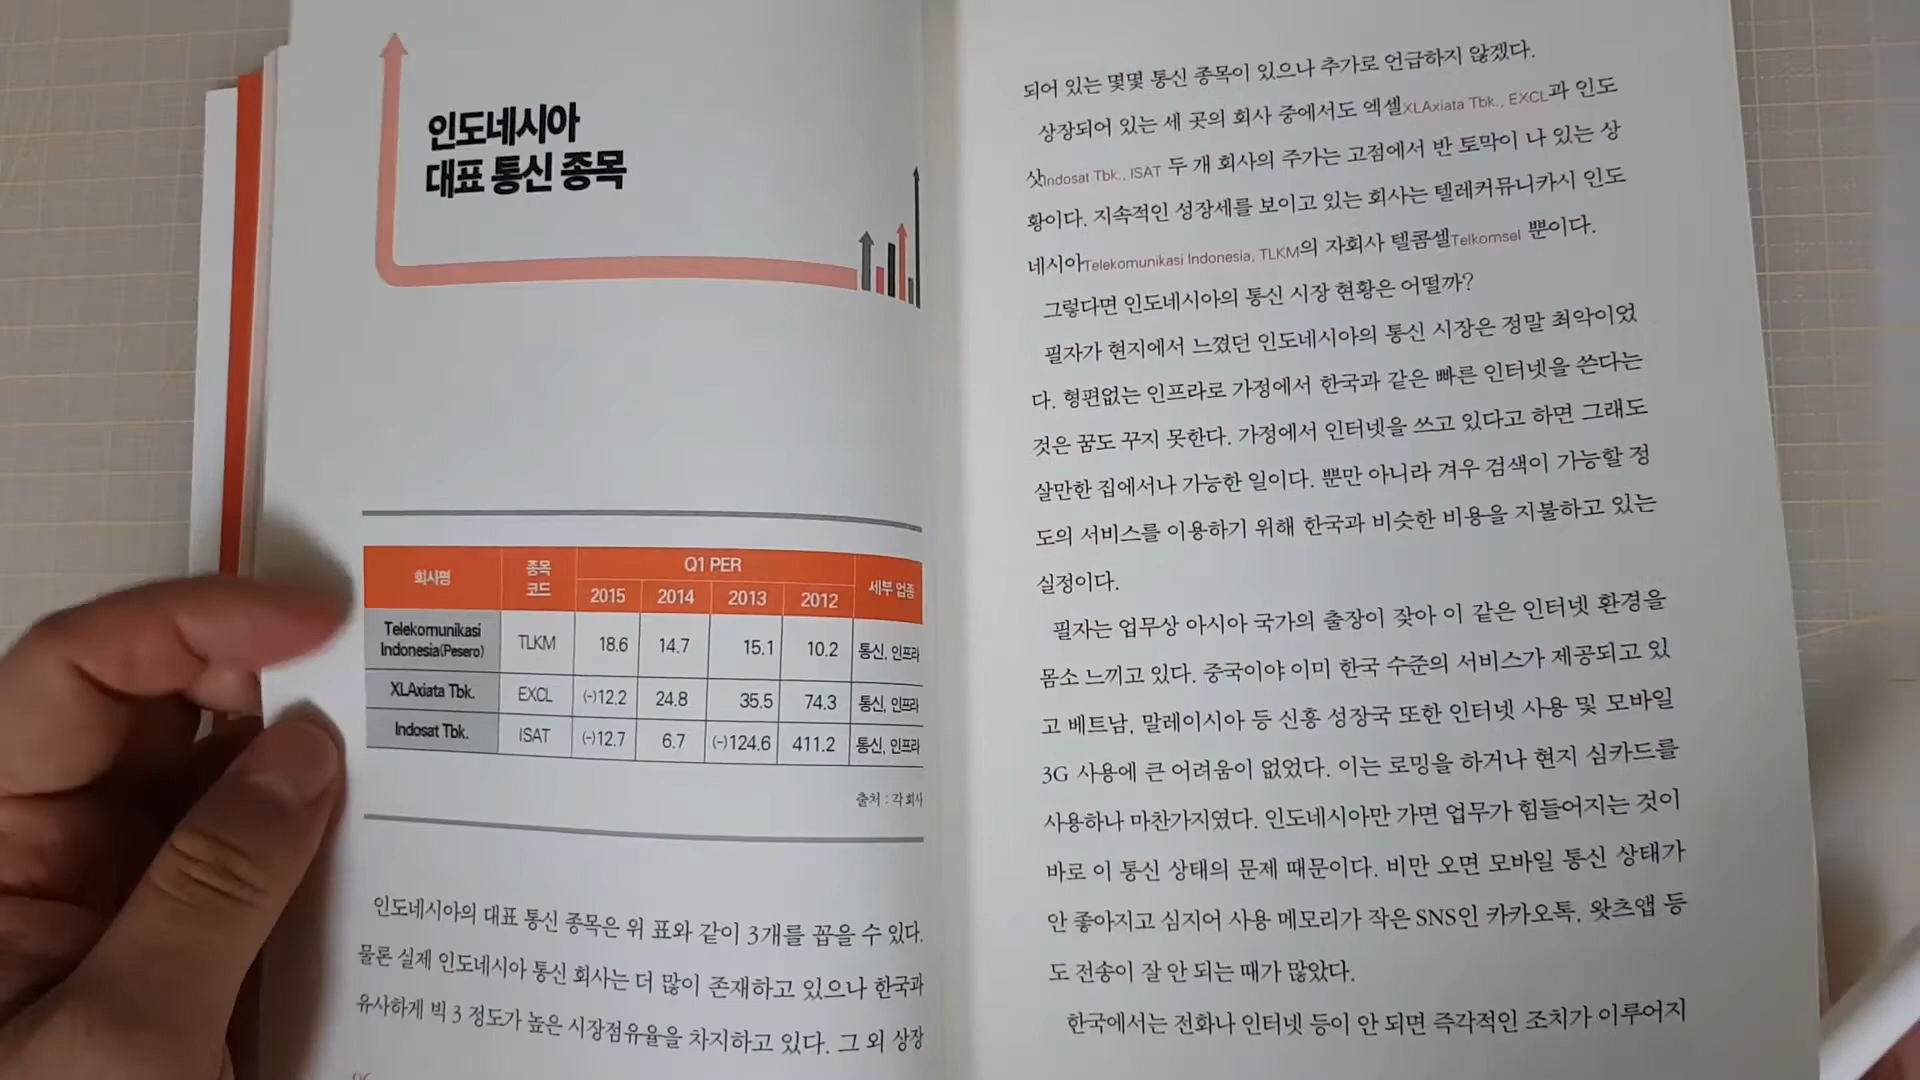 인도네시아
대표 통신 종목
회사명 종목 코드 Q1 PER 세부 업종
2015 2014 2013 2012
Telekomunikasi Indonesia(Pesero) TLKM 18.6 14.7 15.1 10.2 통신, 인프라
XLAxiata Tbk. EXCL (-)12.2 24.8 35.5 74.3 통신, 인프라
Indosat Tbk. ISAT (-)12.7 6.7 (-)124.6 411.2 통신, 인프라
출처 : 각 회사
인도네시아의 대표 통신 종목은 위 표와 같이 3개를 꼽을 수 있다.
물론 실제 인도네시아 통신 회사는 더 많이 존재하고 있으나 한국과
유사하게 빅 3 정도가 높은 시장점유율을 차지하고 있다. 그 외 상장
되어 있는 몇몇 통신 종목이 있으나 추가로 언급하지 않겠다.
상장되어 있는 세 곳의 회사 중에서도 엑셀XLAxiata Tbk., EXCL과 인도
삿Indosat Tbk., ISAT 두 개 회사의 주가는 고점에서 반 토막이 나 있는 상
황이다. 지속적인 성장세를 보이고 있는 회사는 텔레커뮤니카시 인도
네시아Telekomunikasi Indonesia, TLKM의 자회사 텔콤셀Telkomsel 뿐이다.
그렇다면 인도네시아의 통신 시장 현황은 어떨까?
필자가 현지에서 느꼈던 인도네시아의 통신 시장은 정말 최악이었
다. 형편없는 인프라로 가정에서 한국과 같은 빠른 인터넷을 쓴다는
것은 꿈도 꾸지 못한다. 가정에서 인터넷을 쓰고 있다고 하면 그래도
살만한 집에서나 가능한 일이다. 뿐만 아니라 겨우 검색이 가능할 정
도의 서비스를 이용하기 위해 한국과 비슷한 비용을 지불하고 있는
실정이다.
필자는 업무상 아시아 국가의 출장이 잦아 이 같은 인터넷 환경을
몸소 느끼고 있다. 중국이야 이미 한국 수준의 서비스가 제공되고 있
고 베트남, 말레이시아 등 신흥 성장국 또한 인터넷 사용 및 모바일
3G 사용에 큰 어려움이 없었다. 이는 로밍을 하거나 현지 심카드를
사용하나 마찬가지였다. 인도네시아만 가면 업무가 힘들어지는 것이
바로 이 통신 상태의 문제 때문이다. 비만 오면 모바일 통신 상태가
안 좋아지고 심지어 사용 메모리가 작은 SNS인 카카오톡, 왓츠앱 등
도 전송이 잘 안 되는 때가 많았다.
한국에서는 전화나 인터넷 등이 안 되면 즉각적인 조치가 이루어지